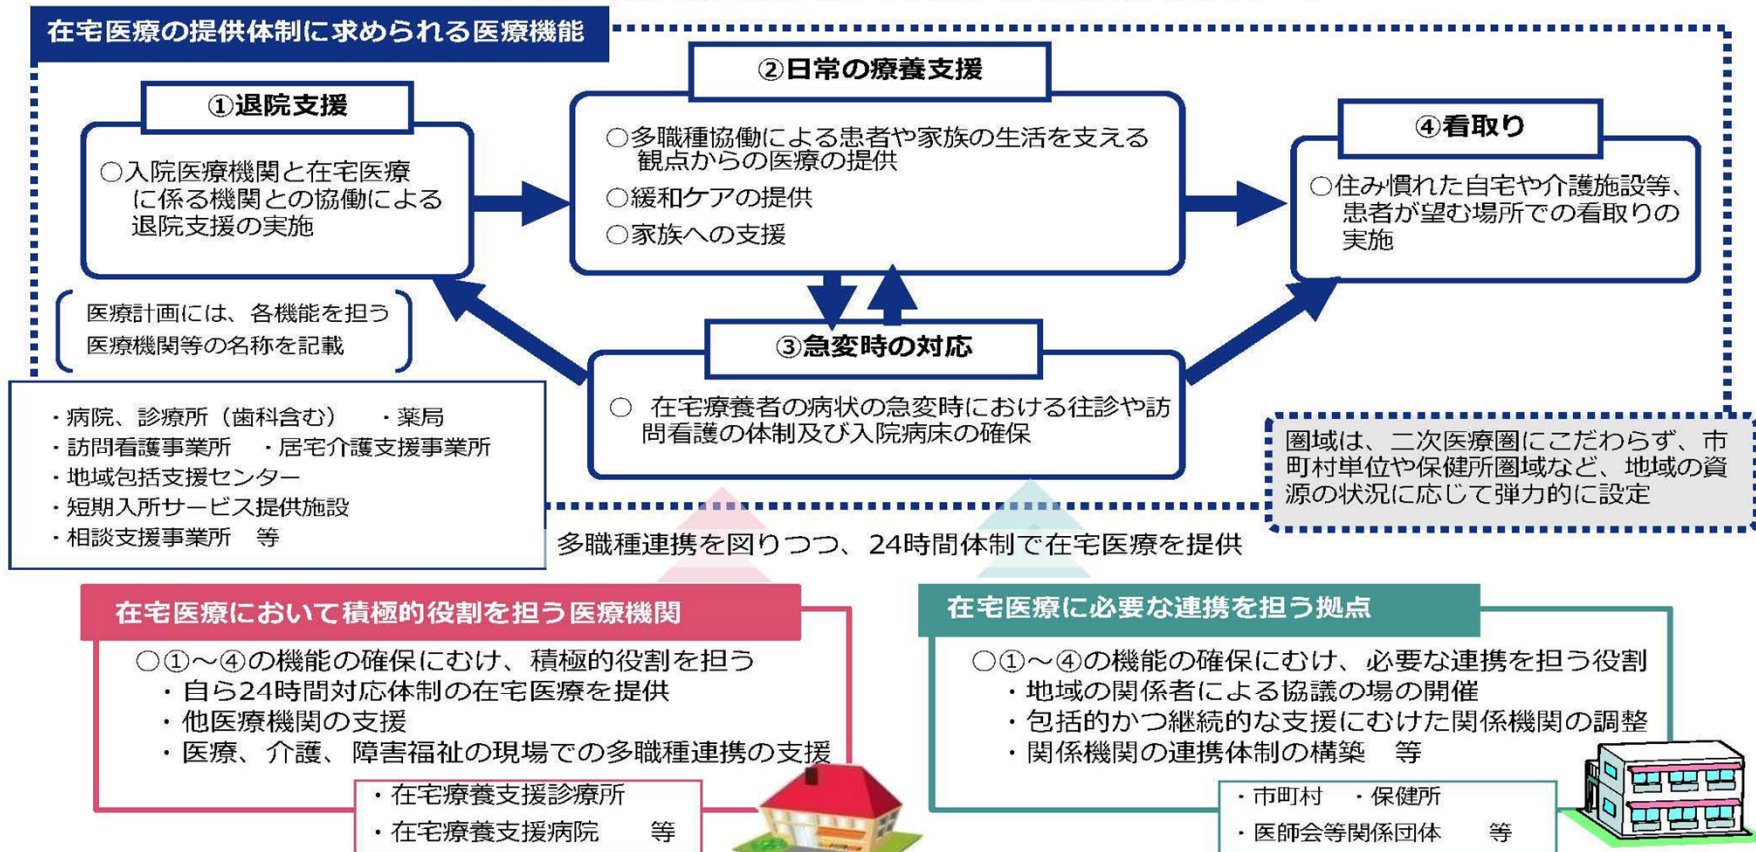 在宅医療の提供体制に求められる医療機能
①退院支援
○入院医療機関と在宅医療
に係る機関との協働による
退院支援の実施
②日常の療養支援
○多職種協働による患者や家族の生活を支える
観点からの医療の提供
○緩和ケアの提供
○家族への支援
④看取り
○住み慣れた自宅や介護施設等、
患者が望む場所での看取りの
実施
医療計画には、各機能を担う
医療機関等の名称を記載
③急変時の対応
○ 在宅療養者の病状の急変時における往診や訪
問看護の体制及び入院病床の確保
・病院、診療所（歯科含む） ・薬局
・訪問看護事業所 ・居宅介護支援事業所
・地域包括支援センター
・短期入所サービス提供施設
・相談支援事業所 等
圏域は、二次医療圏にこだわらず、市
町村単位や保健所圏域など、地域の資
源の状況に応じて弾力的に設定
多職種連携を図りつつ、24時間体制で在宅医療を提供
在宅医療において積極的役割を担う医療機関
○①～④の機能の確保にむけ、積極的役割を担う
・自ら24時間対応体制の在宅医療を提供
・他医療機関の支援
・医療、介護、障害福祉の現場での多職種連携の支援
・在宅療養支援診療所
・在宅療養支援病院 等
在宅医療に必要な連携を担う拠点
○①～④の機能の確保にむけ、必要な連携を担う役割
・地域の関係者による協議の場の開催
・包括的かつ継続的な支援にむけた関係機関の調整
・関係機関の連携体制の構築 等
・市町村 ・保健所
・医師会等関係団体 等